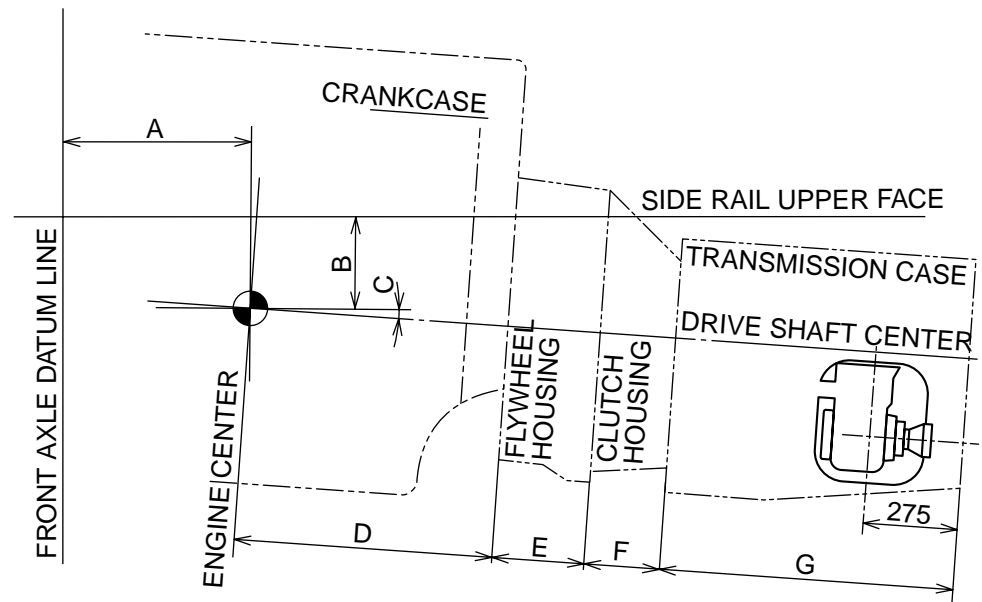 CRANKCASE
A
SIDE RAIL UPPER FACE
B
C
TRANSMISSION CASE
DRIVE SHAFT CENTER
FRONT AXLE DATUM LINE
ENGINE CENTER
FLYWHEEL
HOUSING
CLUTCH
HOUSING
275
D
E
F
G